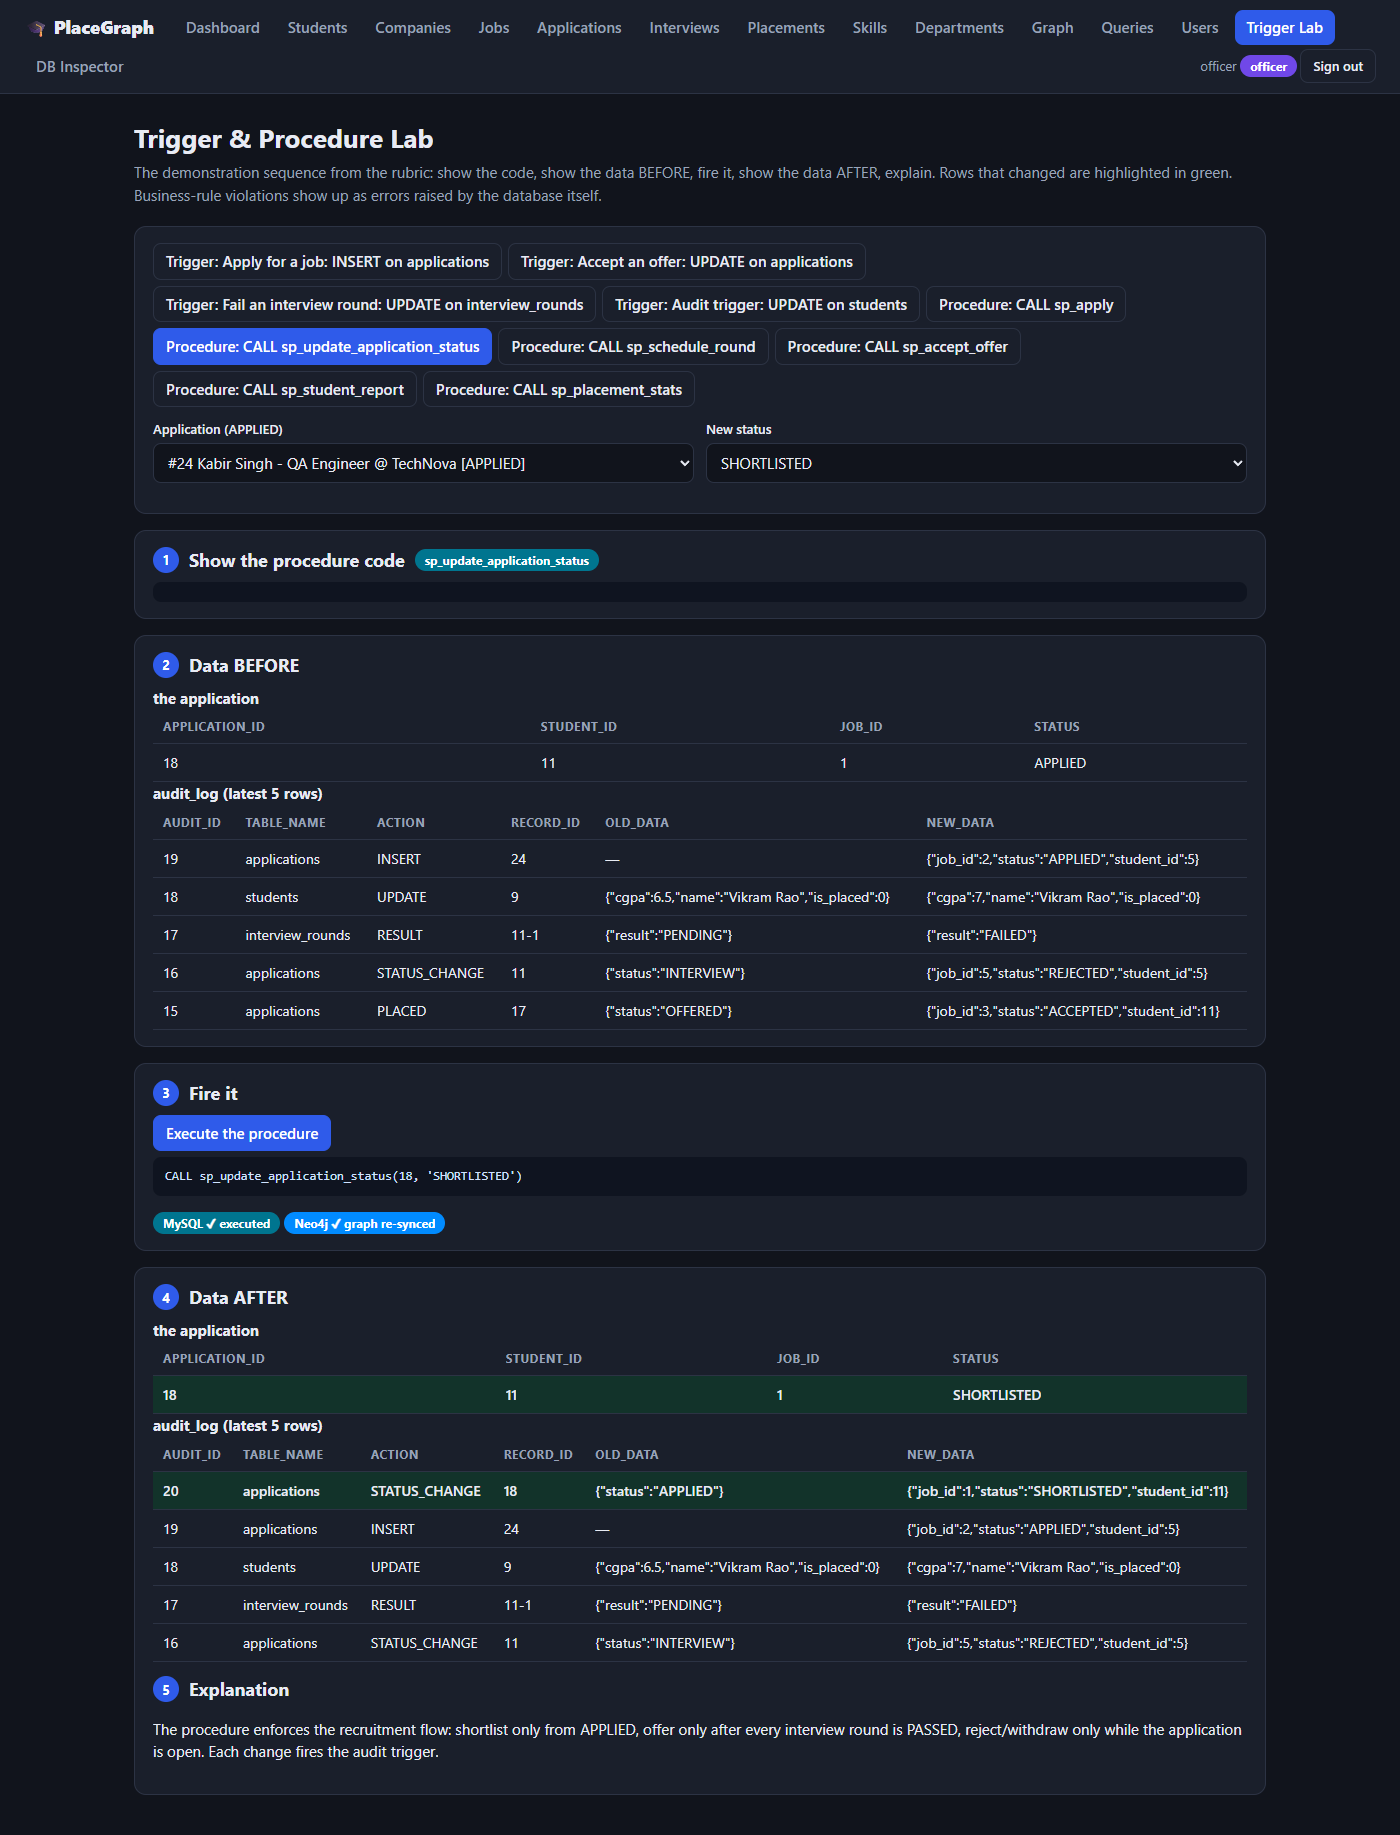 PlaceGraph Dashboard Students Companies Jobs Applications Interviews Placements Skills Departments Graph Queries Users Trigger Lab
DB Inspector officer officer Sign out
Trigger & Procedure Lab
The demonstration sequence from the rubric: show the code, show the data BEFORE, fire it, show the data AFTER, explain. Rows that changed are highlighted in green.
Business-rule violations show up as errors raised by the database itself.
Trigger: Apply for a job: INSERT on applications Trigger: Accept an offer: UPDATE on applications
Trigger: Fail an interview round: UPDATE on interview_rounds Trigger: Audit trigger: UPDATE on students Procedure: CALL sp_apply
Procedure: CALL sp_update_application_status Procedure: CALL sp_schedule_round Procedure: CALL sp_accept_offer
Procedure: CALL sp_student_report Procedure: CALL sp_placement_stats
Application (APPLIED) New status
#24 Kabir Singh - QA Engineer @ TechNova [APPLIED] SHORTLISTED
1 Show the procedure code sp_update_application_status
2 Data BEFORE
the application
APPLICATION_ID STUDENT_ID JOB_ID STATUS
18 11 1 APPLIED
audit_log (latest 5 rows)
AUDIT_ID TABLE_NAME ACTION RECORD_ID OLD_DATA NEW_DATA
19 applications INSERT 24 — {"job_id":2,"status":"APPLIED","student_id":5}
18 students UPDATE 9 {"cgpa":6.5,"name":"Vikram Rao","is_placed":0} {"cgpa":7,"name":"Vikram Rao","is_placed":0}
17 interview_rounds RESULT 11-1 {"result":"PENDING"} {"result":"FAILED"}
16 applications STATUS_CHANGE 11 {"status":"INTERVIEW"} {"job_id":5,"status":"REJECTED","student_id":5}
15 applications PLACED 17 {"status":"OFFERED"} {"job_id":3,"status":"ACCEPTED","student_id":11}
3 Fire it
Execute the procedure
CALL sp_update_application_status(18, 'SHORTLISTED')
MySQL ✓ executed Neo4j ✓ graph re-synced
4 Data AFTER
the application
APPLICATION_ID STUDENT_ID JOB_ID STATUS
18 11 1 SHORTLISTED
audit_log (latest 5 rows)
AUDIT_ID TABLE_NAME ACTION RECORD_ID OLD_DATA NEW_DATA
20 applications STATUS_CHANGE 18 {"status":"APPLIED"} {"job_id":1,"status":"SHORTLISTED","student_id":11}
19 applications INSERT 24 — {"job_id":2,"status":"APPLIED","student_id":5}
18 students UPDATE 9 {"cgpa":6.5,"name":"Vikram Rao","is_placed":0} {"cgpa":7,"name":"Vikram Rao","is_placed":0}
17 interview_rounds RESULT 11-1 {"result":"PENDING"} {"result":"FAILED"}
16 applications STATUS_CHANGE 11 {"status":"INTERVIEW"} {"job_id":5,"status":"REJECTED","student_id":5}
5 Explanation
The procedure enforces the recruitment flow: shortlist only from APPLIED, offer only after every interview round is PASSED, reject/withdraw only while the application
is open. Each change fires the audit trigger.